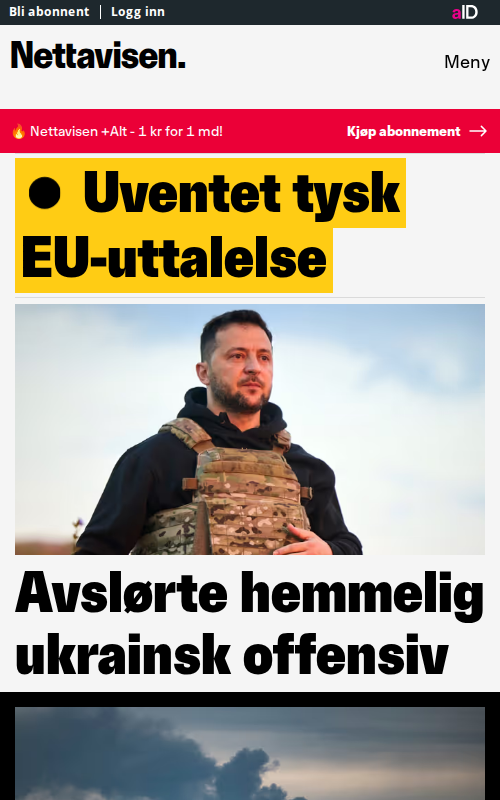 Bli abonnent | Logg inn
aID
Nettavisen.
Meny
🔥 Nettavisen +Alt - 1 kr for 1 md!
Kjøp abonnement →
● Uventet tysk
EU-uttalelse
Avslørte hemmelig
ukrainsk offensiv